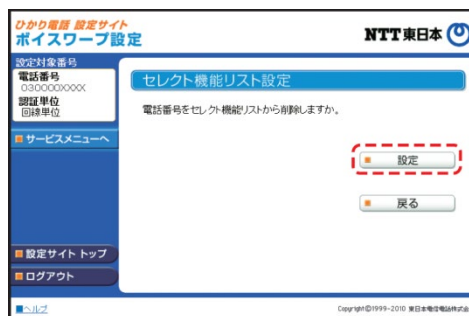 ひかり電話 設定サイト
ボイスワープ設定
NTT東日本
設定対象番号
電話番号
030000XXXX
認証単位
回線単位
サービスメニューへ
設定サイトトップ
ログアウト
セレクト機能リスト設定
電話番号をセレクト機能リストから削除しますか。
設定
戻る
ヘルプ
Copyright©1999-2010 東日本電信電話株式会